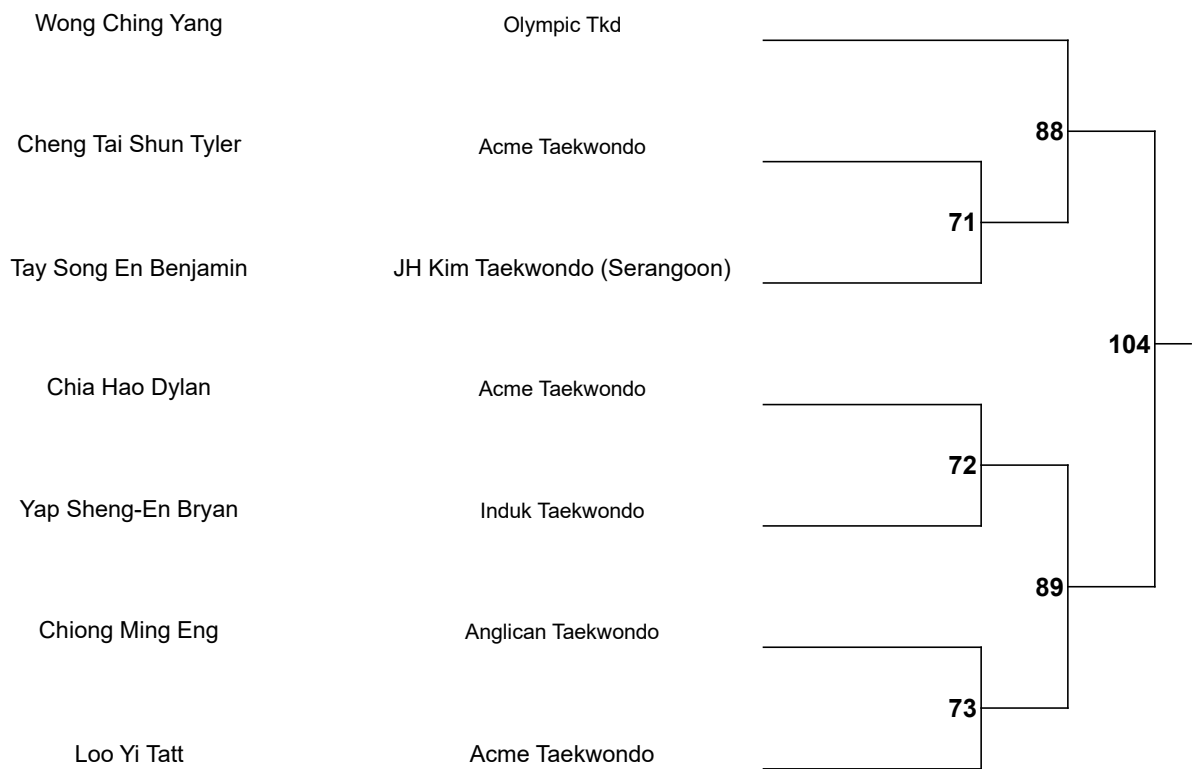 Wong Ching Yang Olympic Tkd
88
Cheng Tai Shun Tyler Acme Taekwondo
71
Tay Song En Benjamin JH Kim Taekwondo (Serangoon)
104
Chia Hao Dylan Acme Taekwondo
72
Yap Sheng-En Bryan Induk Taekwondo
89
Chiong Ming Eng Anglican Taekwondo
73
Loo Yi Tatt Acme Taekwondo